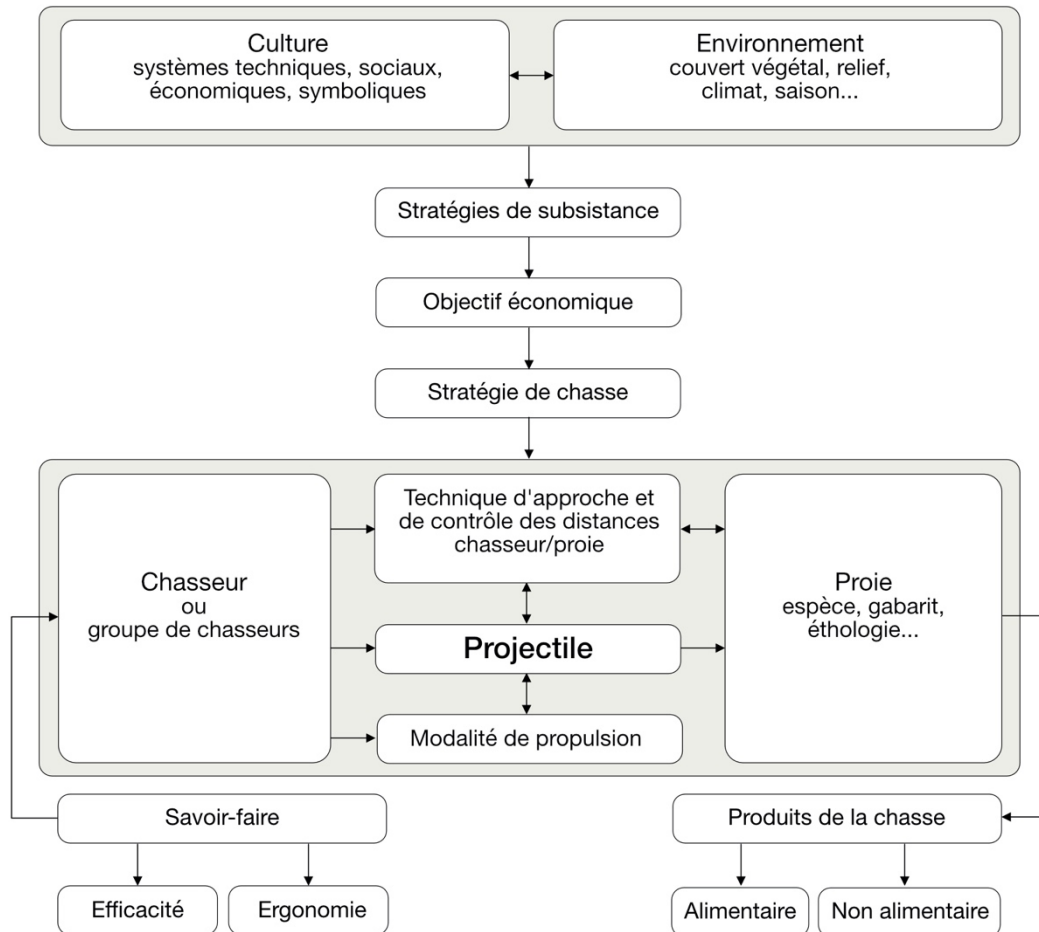 Culture
systèmes techniques, sociaux,
économiques, symboliques
Environnement
couvert végétal, relief,
climat, saison...
Stratégies de subsistance
Objectif économique
Stratégie de chasse
Chasseur
ou
groupe de chasseurs
Technique d'approche et
de contrôle des distances
chasseur/proie
Projectile
Modalité de propulsion
Proie
espèce, gabarit,
éthologie...
Savoir-faire
Efficacité
Ergonomie
Produits de la chasse
Alimentaire
Non alimentaire